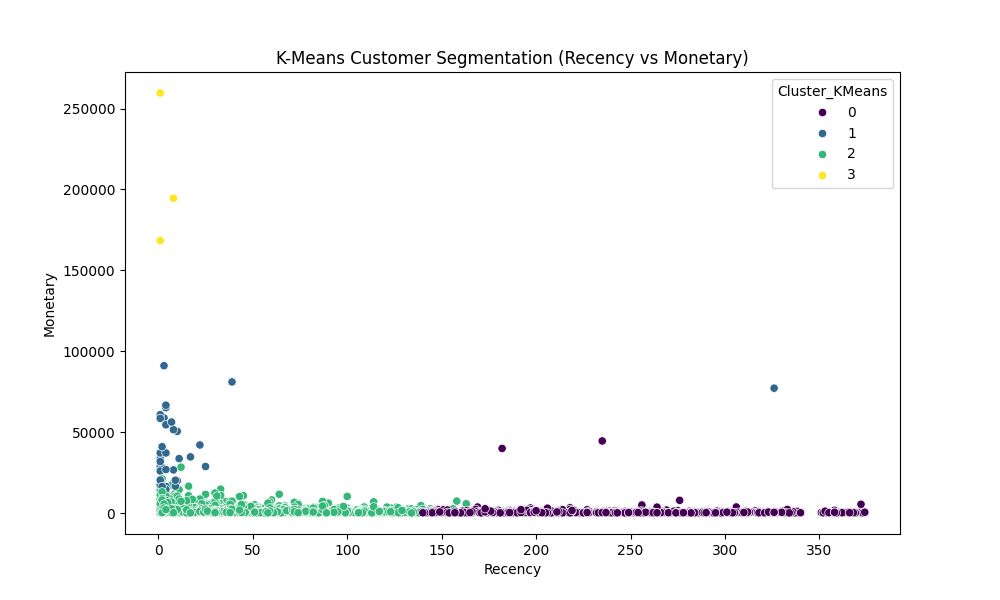 K-Means Customer Segmentation (Recency vs Monetary)
Cluster_KMeans
0
1
2
3
Monetary
250000
200000
150000
100000
50000
0
0 50 100 150 200 250 300 350
Recency